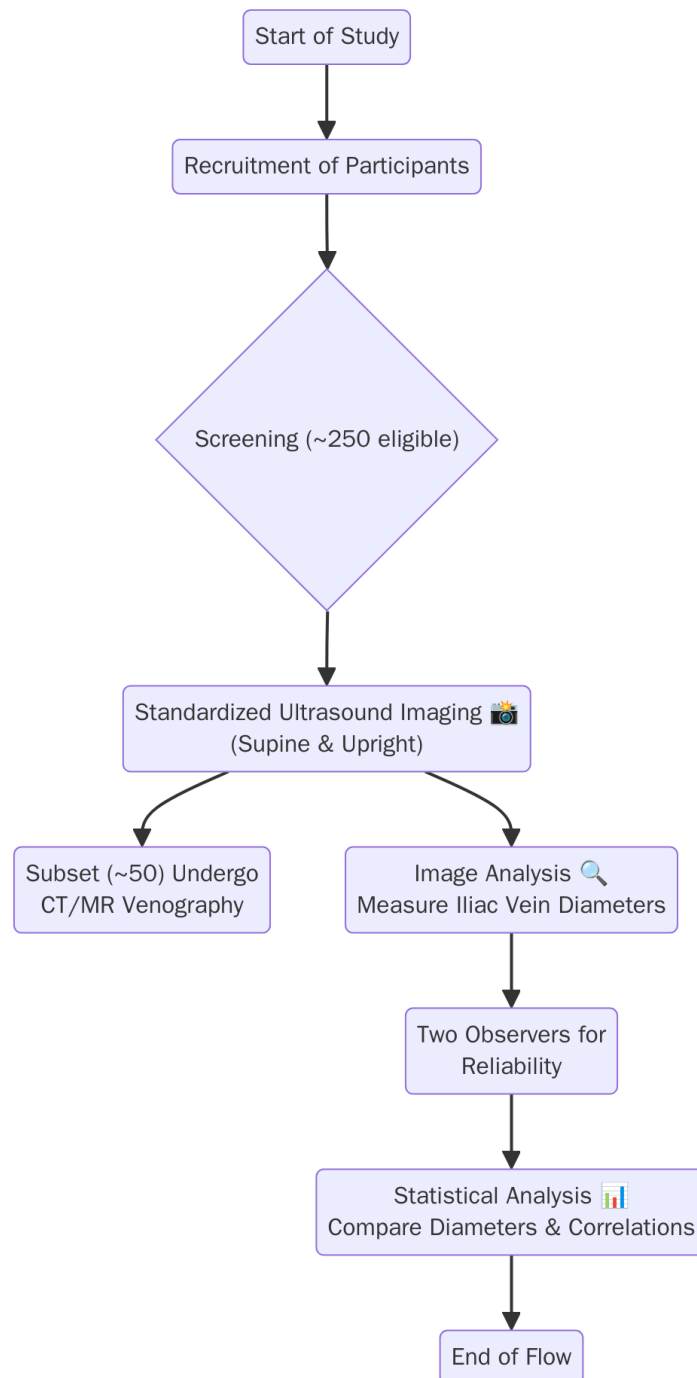 Start of Study
Recruitment of Participants
Screening (~250 eligible)
Standardized Ultrasound Imaging 📸
(Supine & Upright)
Subset (~50) Undergo
CT/MR Venography
Image Analysis 🔍
Measure Iliac Vein Diameters
Two Observers for
Reliability
Statistical Analysis 📊
Compare Diameters & Correlations
End of Flow